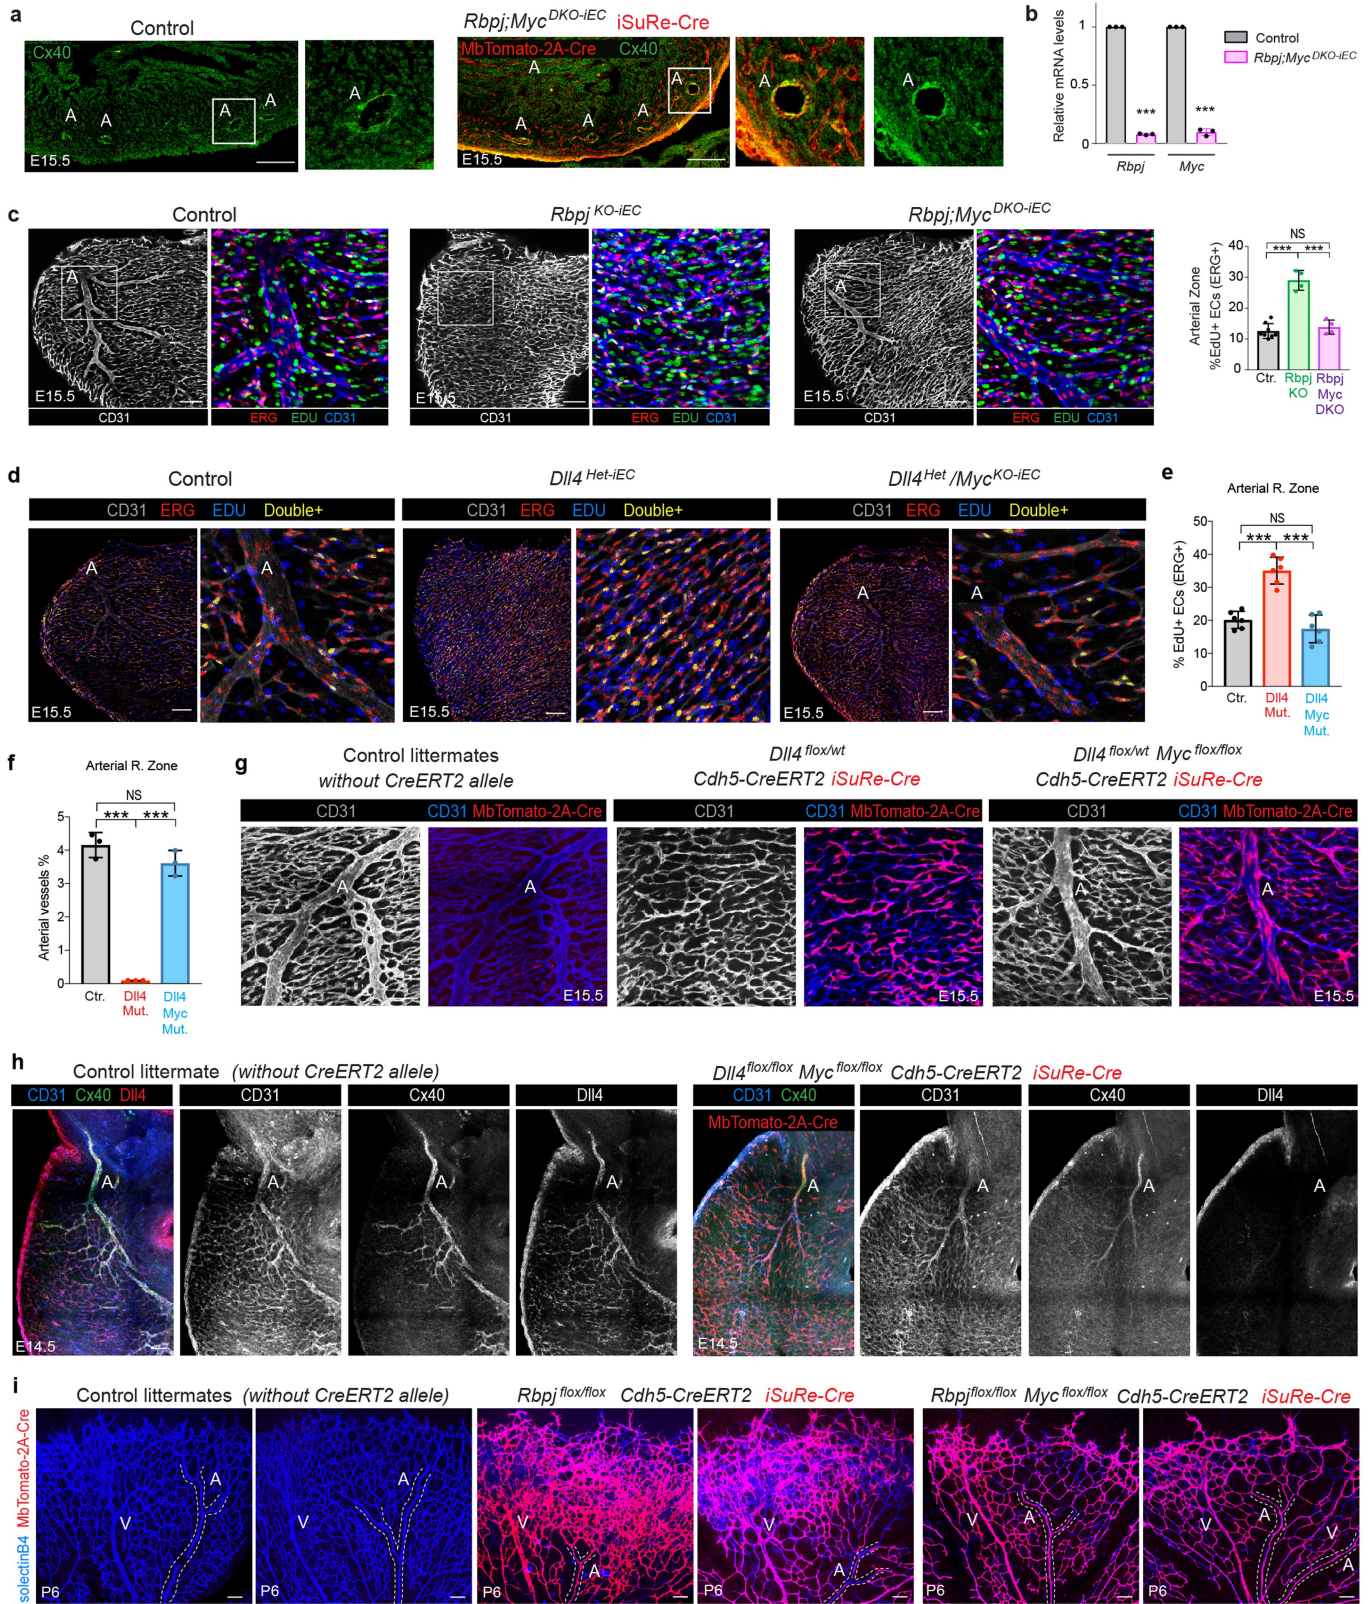 a
Control
Cx40
A
A
A
E15.5
A
Rbpj;Myc DKO-iEC iSuRe-Cre
MbTomato-2A-Cre Cx40
A
A
A
A
A
E15.5
A
A
b
Relative mRNA levels
1
0.5
0
***
***
Rbpj
Myc
Control
Rbpj;Myc DKO-iEC
c
Control
Rbpj KO-iEC
Rbpj;Myc DKO-iEC
A
E15.5
CD31
ERG EDU CD31
E15.5
CD31
ERG EDU CD31
A
E15.5
CD31
ERG EDU CD31
Arterial Zone
%EdU+ ECs (ERG+)
NS
*** ***
40
30
20
10
0
Ctr.
Rbpj
KO
Rbpj
Myc
DKO
d
Control
Dll4 Het-iEC
Dll4 Het /Myc KO-iEC
CD31 ERG EDU Double+
CD31 ERG EDU Double+
CD31 ERG EDU Double+
A
E15.5
A
E15.5
A
E15.5
A
e
Arterial R. Zone
% EdU+ ECs (ERG+)
NS
*** ***
50
40
30
20
10
0
Ctr.
Dll4
Mut.
Dll4
Myc
Mut.
f
Arterial R. Zone
Arterial vessels %
NS
*** ***
5
4
3
2
1
0
Ctr.
Dll4
Mut.
Dll4
Myc
Mut.
g
Control littermates
without CreERT2 allele
Dll4 flox/wt
Cdh5-CreERT2 iSuRe-Cre
Dll4 flox/wt Myc flox/flox
Cdh5-CreERT2 iSuRe-Cre
CD31
CD31 MbTomato-2A-Cre
CD31
CD31 MbTomato-2A-Cre
CD31
CD31 MbTomato-2A-Cre
A
A
E15.5
E15.5
A
A
E15.5
h
Control littermate (without CreERT2 allele)
Dll4 flox/flox Myc flox/flox Cdh5-CreERT2 iSuRe-Cre
CD31 Cx40 Dll4
CD31
Cx40
Dll4
CD31 Cx40
MbTomato-2A-Cre
CD31
Cx40
Dll4
A
E14.5
A
A
A
A
E14.5
A
A
A
i
Control littermates (without CreERT2 allele)
Rbpj flox/flox Cdh5-CreERT2 iSuRe-Cre
Rbpj flox/flox Myc flox/flox Cdh5-CreERT2 iSuRe-Cre
solectinB4 MbTomato-2A-Cre
A
V
P6
A
V
P6
V
A
P6
V
A
P6
V
A
P6
V
A
V
A
P6